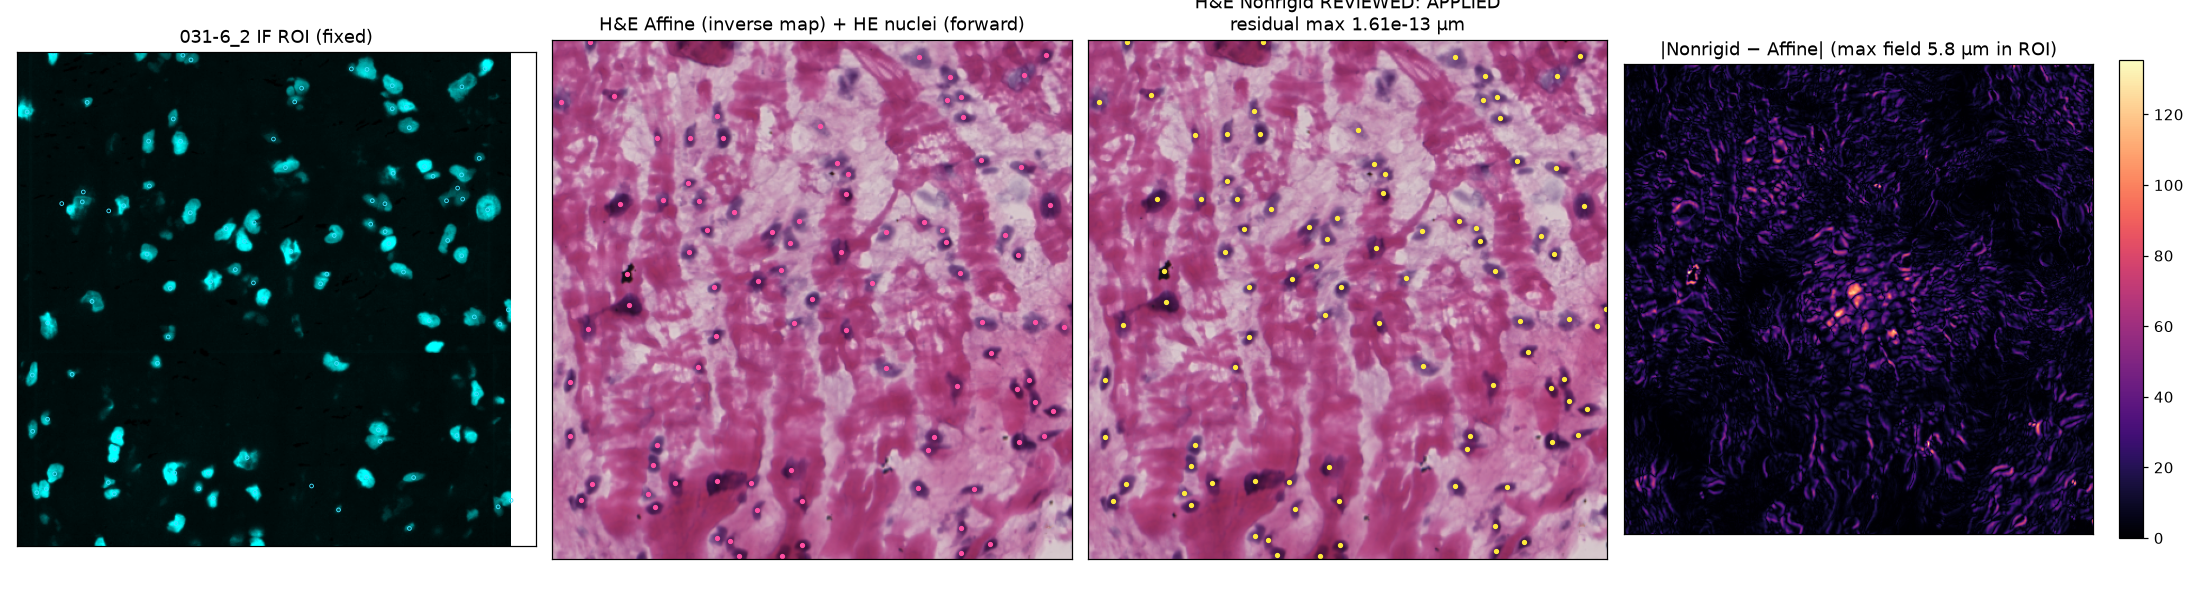 031-6_2 IF ROI (fixed)
H&E Affine (inverse map) + HE nuclei (forward)
H&E Nonrigid REVIEWED: APPLIED
residual max 1.61e-13 µm
|Nonrigid − Affine| (max field 5.8 µm in ROI)
120
100
80
60
40
20
0